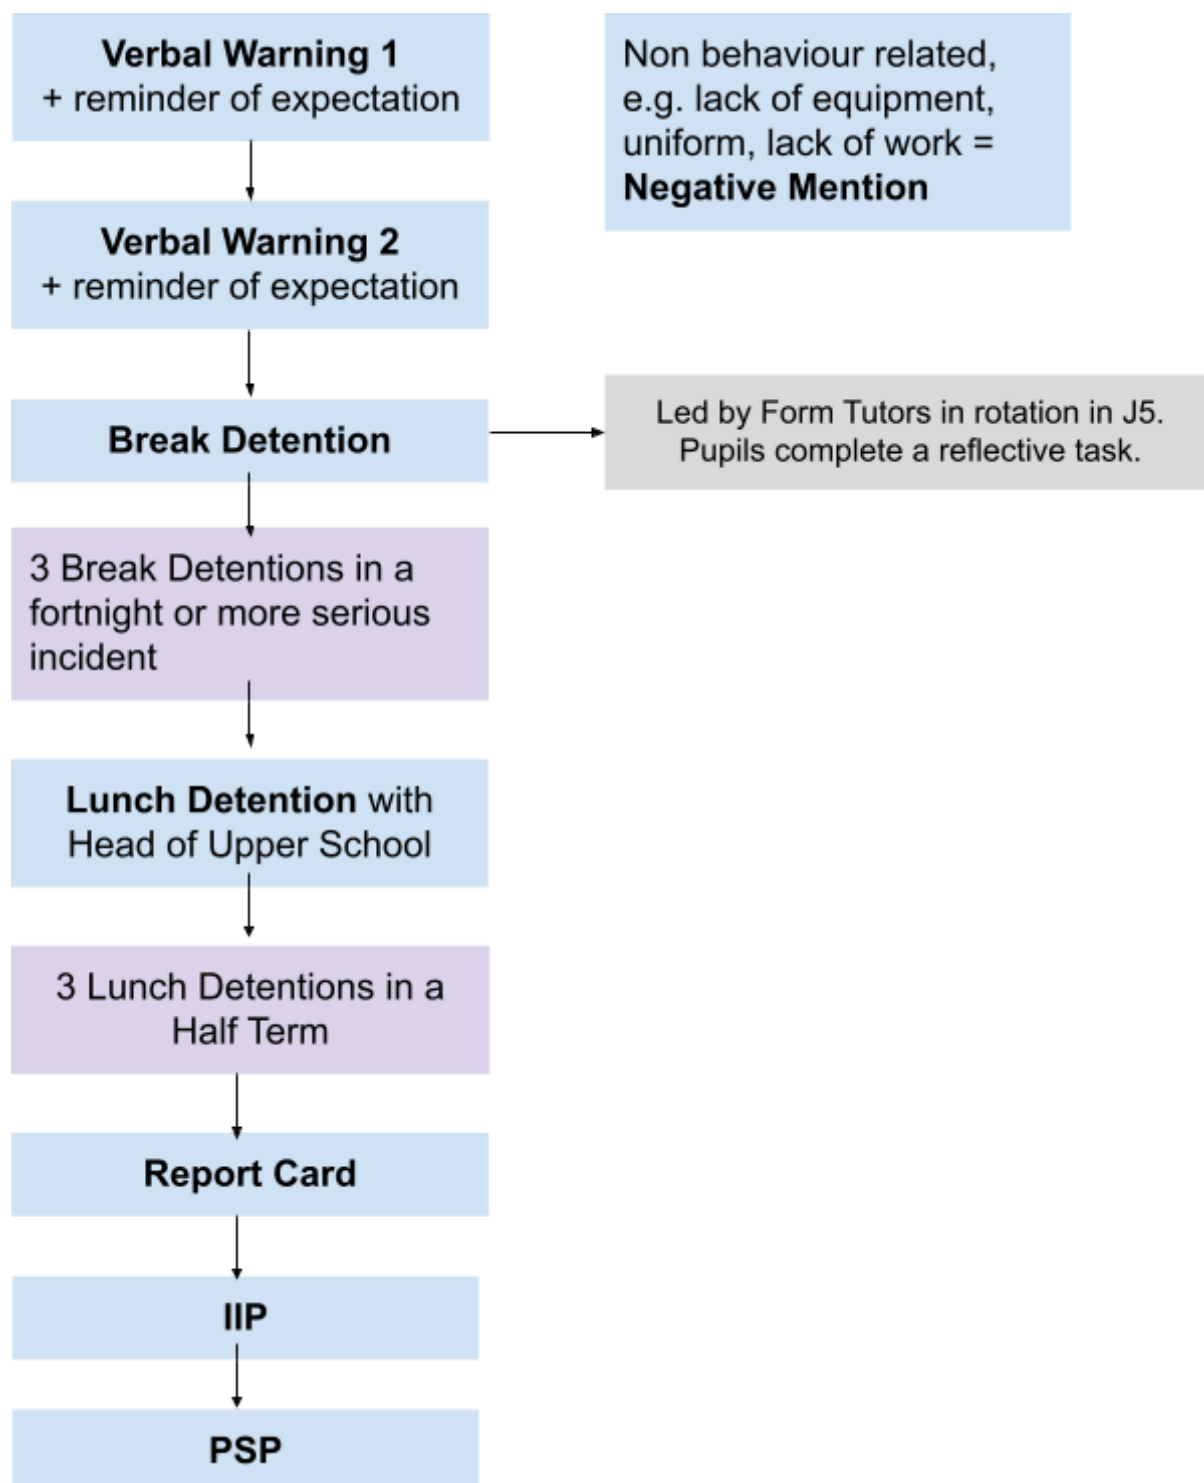 Verbal Warning 1
+ reminder of expectation
Non behaviour related,
e.g. lack of equipment,
uniform, lack of work =
Negative Mention
Verbal Warning 2
+ reminder of expectation
Break Detention
Led by Form Tutors in rotation in J5.
Pupils complete a reflective task.
3 Break Detentions in a
fortnight or more serious
incident
Lunch Detention with
Head of Upper School
3 Lunch Detentions in a
Half Term
Report Card
IIP
PSP